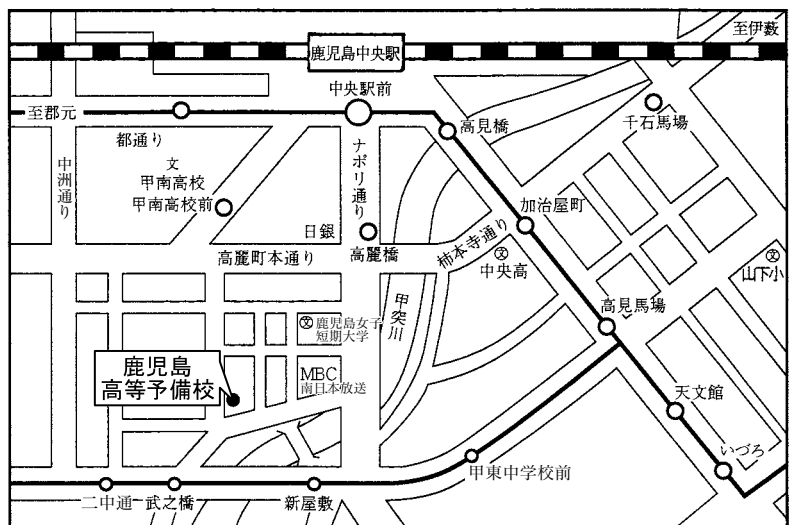 至伊薮
鹿児島中央駅
中央駅前
至郡元
高見橋
千石馬場
都通り
中洲通り
ナポリ通り
文
甲南高校
甲南高校前
加治屋町
日銀
高麗橋
高麗町本通り
柿本寺通り
文
中央高
文
山下小
甲突川
高見馬場
文 鹿児島女子
短期大学
鹿児島
高等予備校
MBC
南日本放送
天文館
いづろ
甲東中学校前
二中通
武之橋
新屋敷